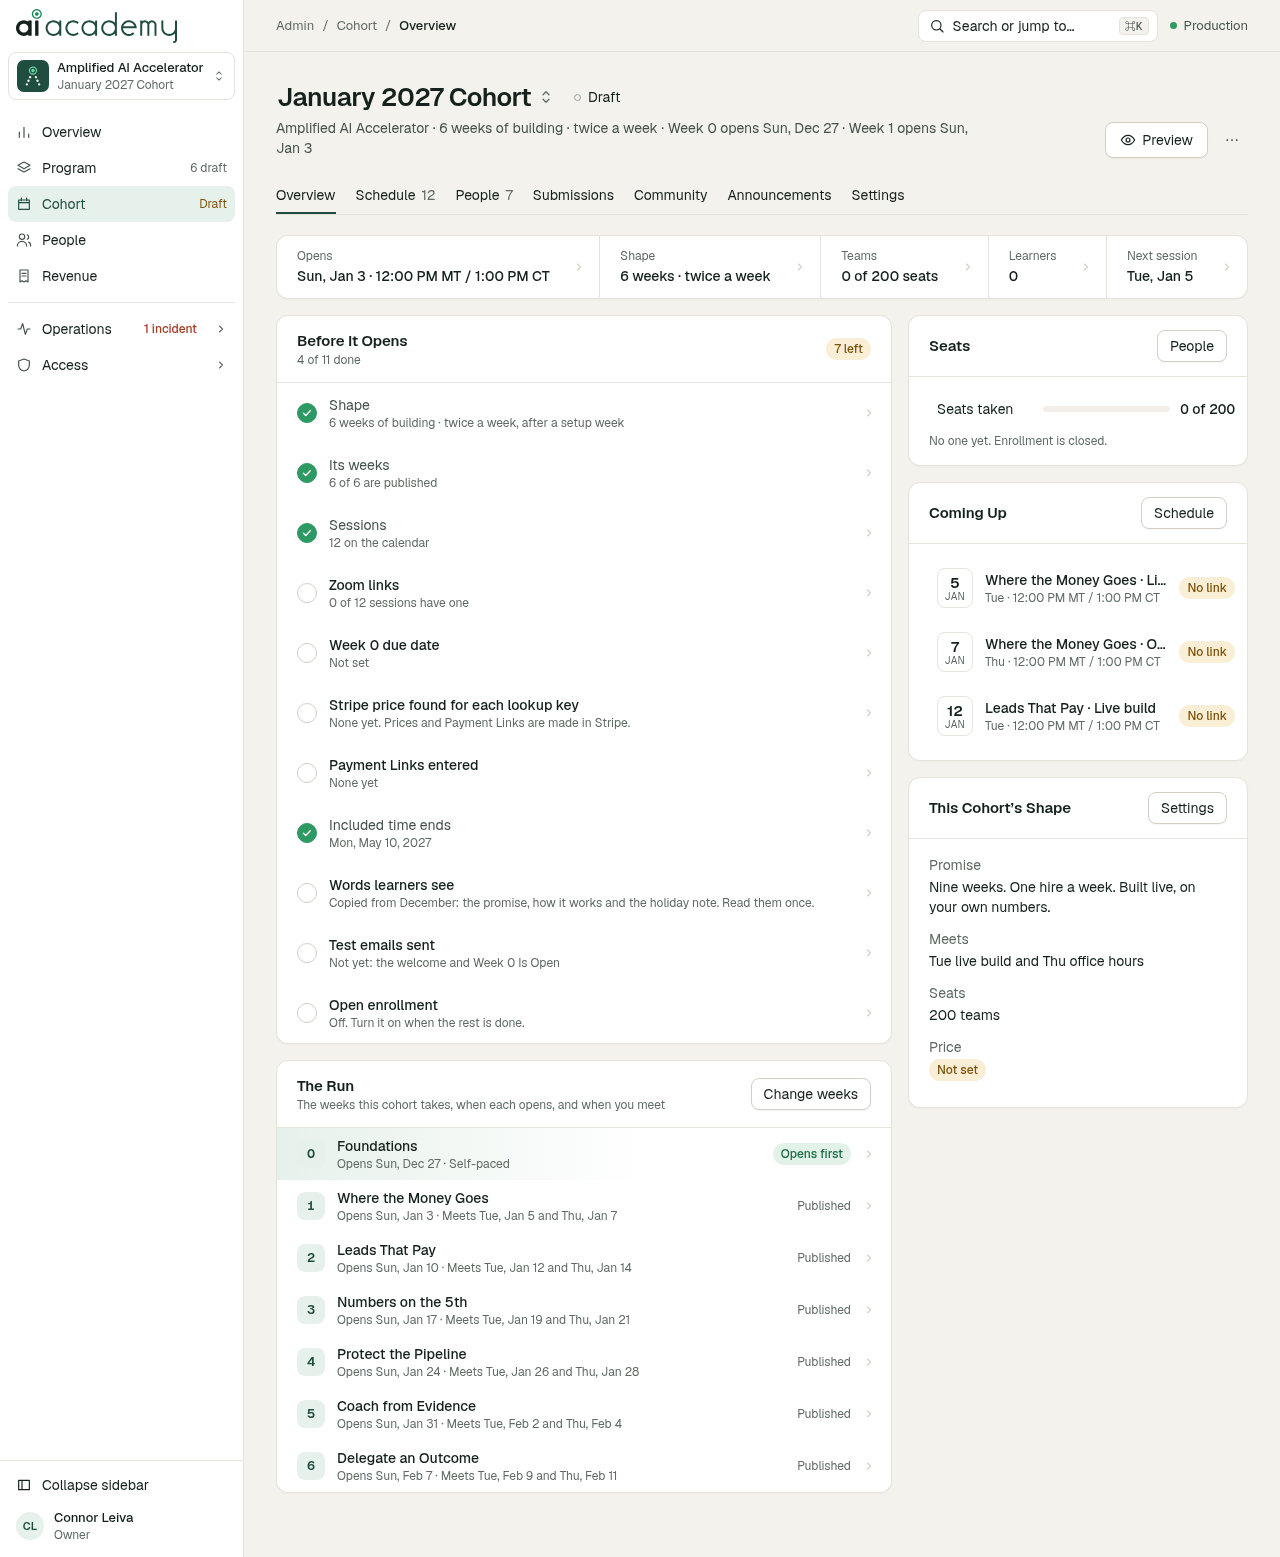 ai academy
Amplified AI Accelerator
January 2027 Cohort
Overview
Program 6 draft
Cohort Draft
People
Revenue
Operations 1 incident
Access
Collapse sidebar
CL
Connor Leiva
Owner
Admin / Cohort / Overview
Search or jump to... ⌘K
Production
January 2027 Cohort
Draft
Amplified AI Accelerator · 6 weeks of building · twice a week · Week 0 opens Sun, Dec 27 · Week 1 opens Sun,
Jan 3
Preview
···
Overview Schedule 12 People 7 Submissions Community Announcements Settings
Opens
Sun, Jan 3 · 12:00 PM MT / 1:00 PM CT
Shape
6 weeks · twice a week
Teams
0 of 200 seats
Learners
0
Next session
Tue, Jan 5
Before It Opens
4 of 11 done
7 left
Shape
6 weeks of building · twice a week, after a setup week
Its weeks
6 of 6 are published
Sessions
12 on the calendar
Zoom links
0 of 12 sessions have one
Week 0 due date
Not set
Stripe price found for each lookup key
None yet. Prices and Payment Links are made in Stripe.
Payment Links entered
None yet
Included time ends
Mon, May 10, 2027
Words learners see
Copied from December: the promise, how it works and the holiday note. Read them once.
Test emails sent
Not yet: the welcome and Week 0 Is Open
Open enrollment
Off. Turn it on when the rest is done.
The Run
The weeks this cohort takes, when each opens, and when you meet
Change weeks
0
Foundations
Opens Sun, Dec 27 · Self-paced
Opens first
1
Where the Money Goes
Opens Sun, Jan 3 · Meets Tue, Jan 5 and Thu, Jan 7
Published
2
Leads That Pay
Opens Sun, Jan 10 · Meets Tue, Jan 12 and Thu, Jan 14
Published
3
Numbers on the 5th
Opens Sun, Jan 17 · Meets Tue, Jan 19 and Thu, Jan 21
Published
4
Protect the Pipeline
Opens Sun, Jan 24 · Meets Tue, Jan 26 and Thu, Jan 28
Published
5
Coach from Evidence
Opens Sun, Jan 31 · Meets Tue, Feb 2 and Thu, Feb 4
Published
6
Delegate an Outcome
Opens Sun, Feb 7 · Meets Tue, Feb 9 and Thu, Feb 11
Published
Seats
People
Seats taken 0 of 200
No one yet. Enrollment is closed.
Coming Up
Schedule
5
JAN
Where the Money Goes · Li...
Tue · 12:00 PM MT / 1:00 PM CT
No link
7
JAN
Where the Money Goes · O...
Thu · 12:00 PM MT / 1:00 PM CT
No link
12
JAN
Leads That Pay · Live build
Tue · 12:00 PM MT / 1:00 PM CT
No link
This Cohort’s Shape
Settings
Promise
Nine weeks. One hire a week. Built live, on
your own numbers.
Meets
Tue live build and Thu office hours
Seats
200 teams
Price
Not set